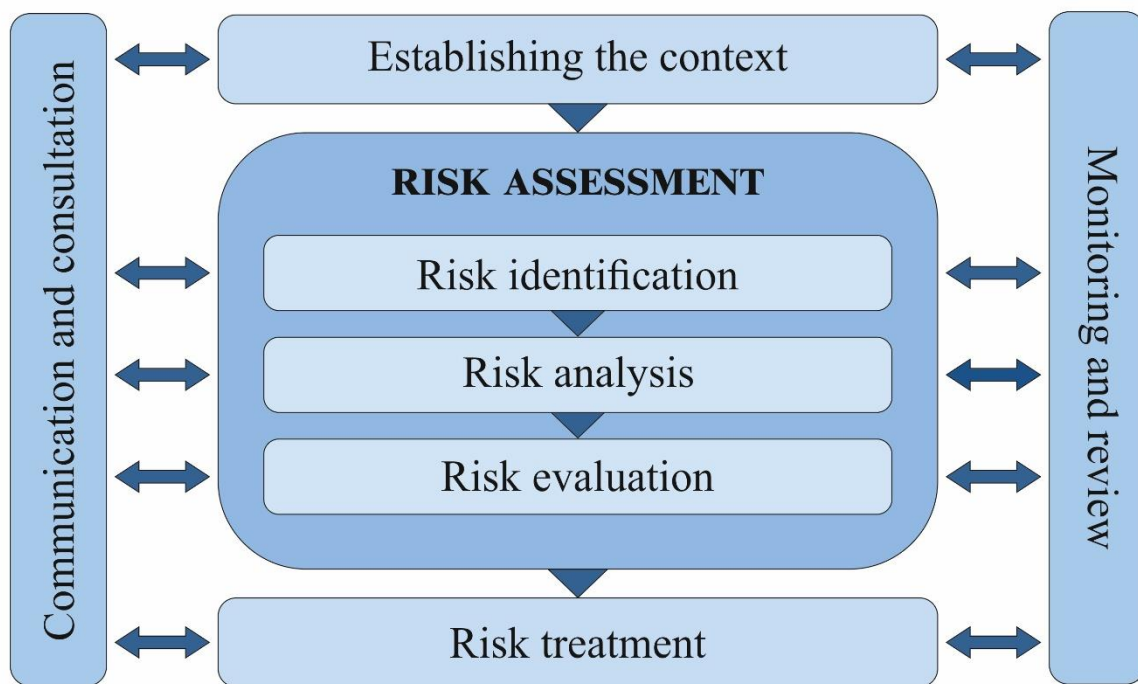 Communication and consultation
Establishing the context
RISK ASSESSMENT
Risk identification
Risk analysis
Risk evaluation
Risk treatment
Monitoring and review